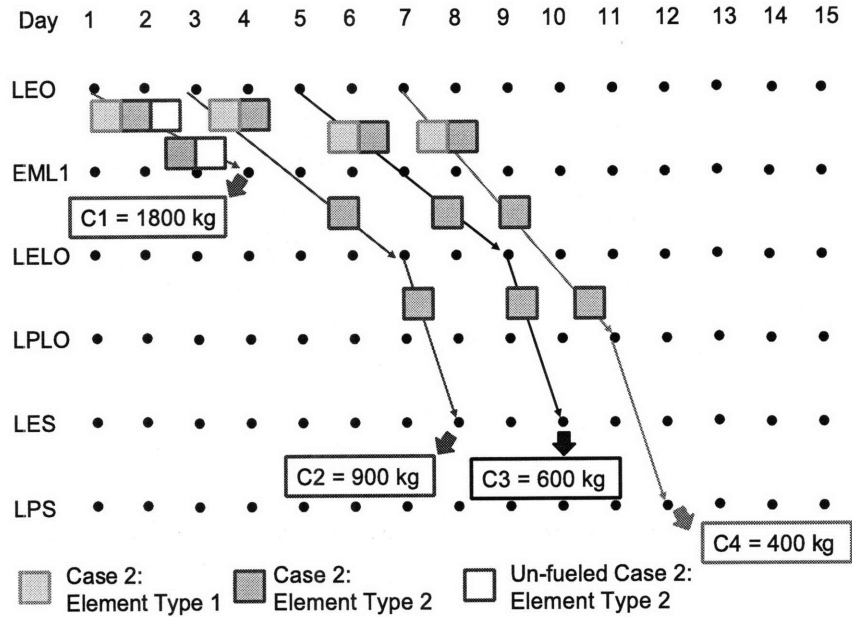 Day 1 2 3 4 5 6 7 8 9 10 11 12 13 14 15
LEO
EML1
C1 = 1800 kg
LELO
LPLO
LES
C2 = 900 kg
C3 = 600 kg
LPS
C4 = 400 kg
Case 2:
Element Type 1
Case 2:
Element Type 2
Un-fueled Case 2:
Element Type 2